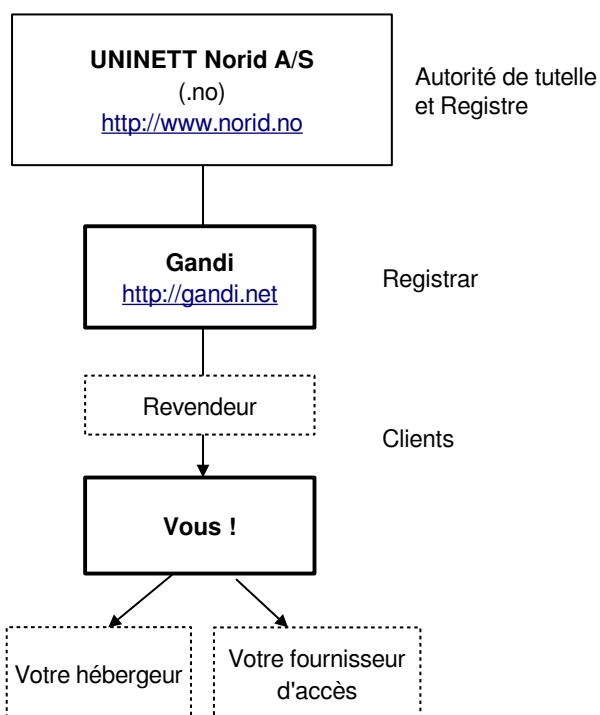 UNINETT Norid A/S
(.no)
http://www.norid.no
Autorité de tutelle
et Registre
Gandi
http://gandi.net
Registrar
Revendeur
Clients
Vous !
Votre hébergeur
Votre fournisseur
d'accès